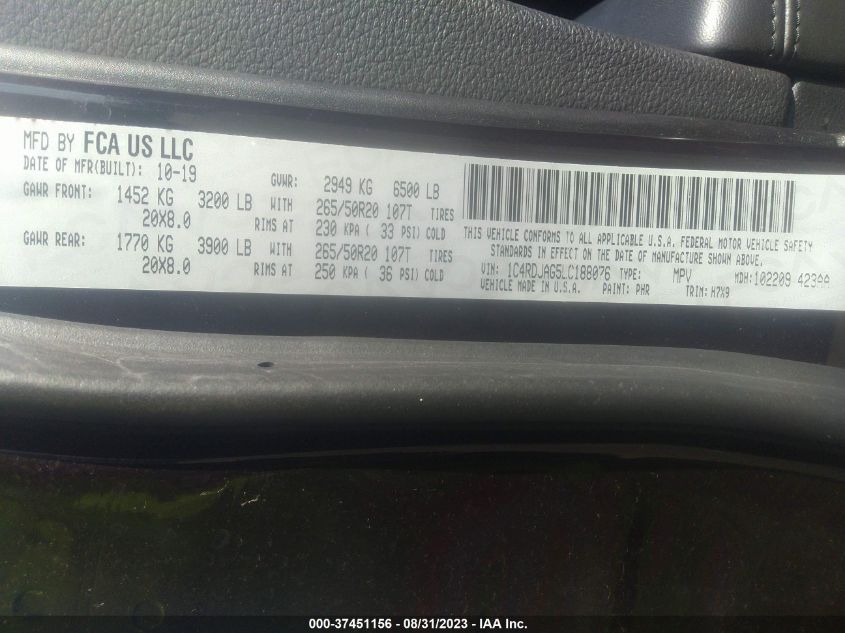 MFD BY FCA US LLC
DATE OF MFR(BUILT): 10-19
GVWR: 2949 KG 6500 LB
GAWR FRONT: 1452 KG 3200 LB WITH 265/50R20 107T TIRES
20X8.0 RIMS AT 230 KPA ( 33 PSI) COLD
GAWR REAR: 1770 KG 3900 LB WITH 265/50R20 107T TIRES
20X8.0 RIMS AT 250 KPA ( 36 PSI) COLD
THIS VEHICLE CONFORMS TO ALL APPLICABLE U.S.A. FEDERAL MOTOR VEHICLE SAFETY
STANDARDS IN EFFECT ON THE DATE OF MANUFACTURE SHOWN ABOVE.
VIN: 1C4RDJAG5LC188076 TYPE: MPV MDH:102209 423AA
VEHICLE MADE IN U.S.A. PAINT: PHR TRIM: H7X9
000-37451156 - 08/31/2023 - IAA Inc.